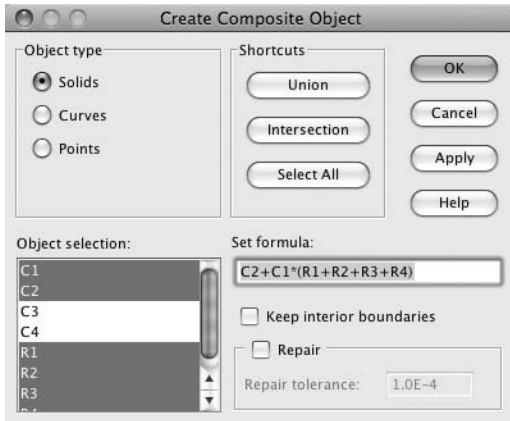 Create Composite Object
Object type
Solids
Curves
Points
Shortcuts
Union
Intersection
Select All
OK
Cancel
Apply
Help
Object selection:
C1
C2
C3
C4
R1
R2
R3
Set formula:
C2+C1*(R1+R2+R3+R4)
Keep interior boundaries
Repair
Repair tolerance:
1.0E-4